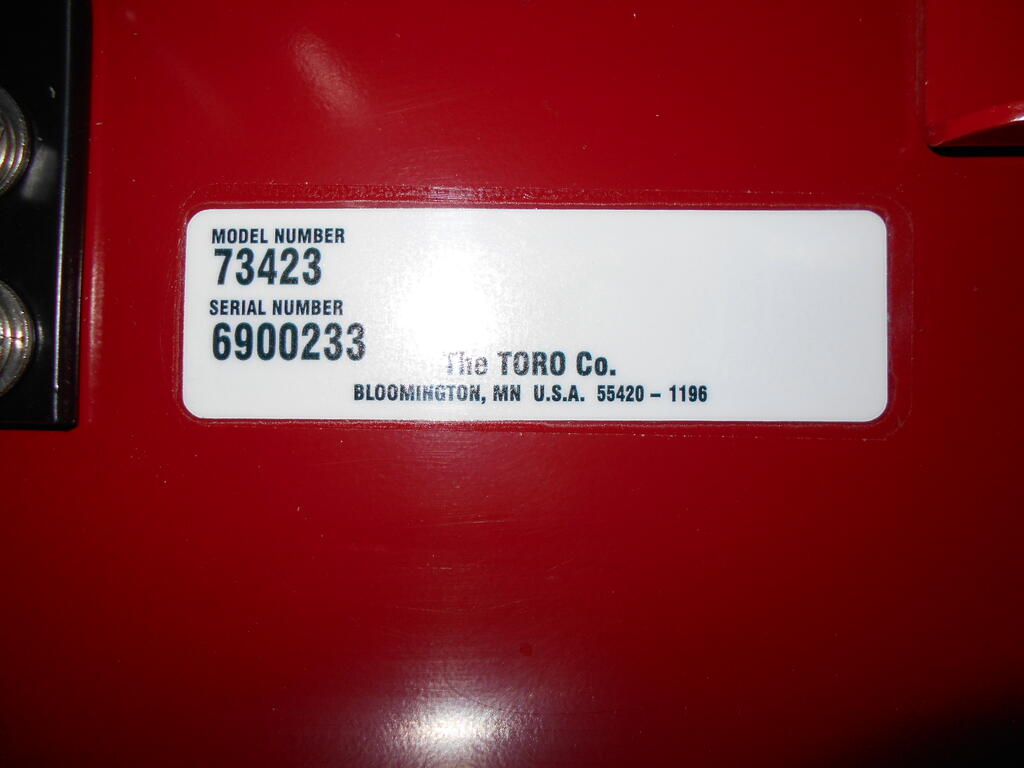 MODEL NUMBER
73423
SERIAL NUMBER
6900233
The TORO Co.
BLOOMINGTON, MN U.S.A. 55420 – 1196